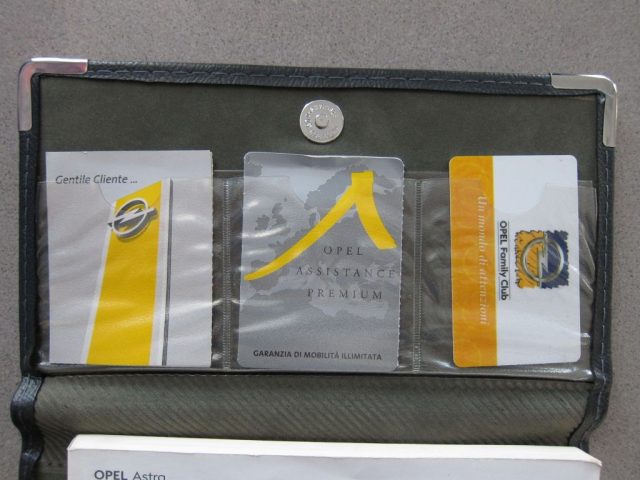 Gentile Cliente ...
OPEL
ASSISTANCE
PREMIUM
GARANZIA DI MOBILITÀ ILLIMITATA
Un mondo di attenzioni
OPEL Family Club
OPEL Astra